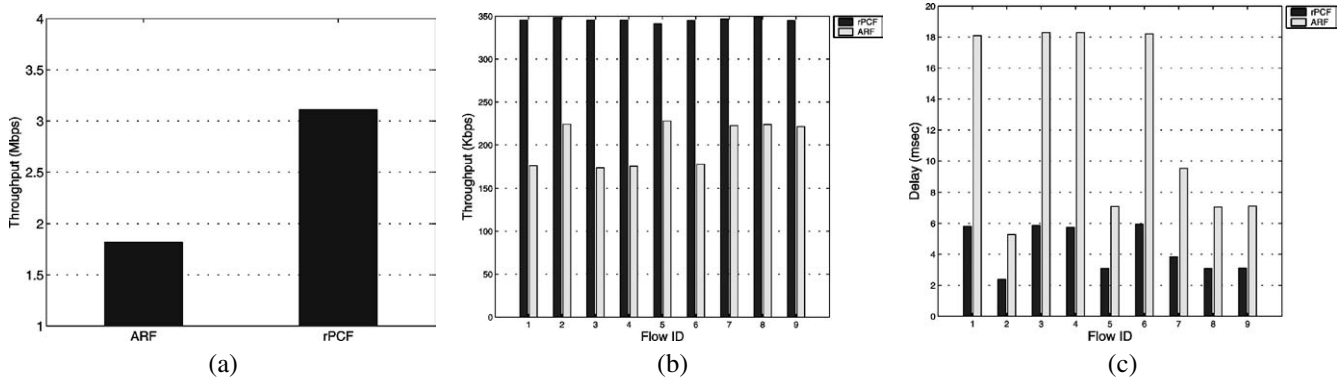 4
3.5
3
2.5
2
1.5
1
Throughput (Mbps)
ARF
rPCF
(a)
350
300
250
200
150
100
50
0
Throughput (Kbps)
1 2 3 4 5 6 7 8 9
Flow ID
rPCF
ARF
(b)
20
18
16
14
12
10
8
6
4
2
0
Delay (msec)
1 2 3 4 5 6 7 8 9
Flow ID
rPCF
ARF
(c)